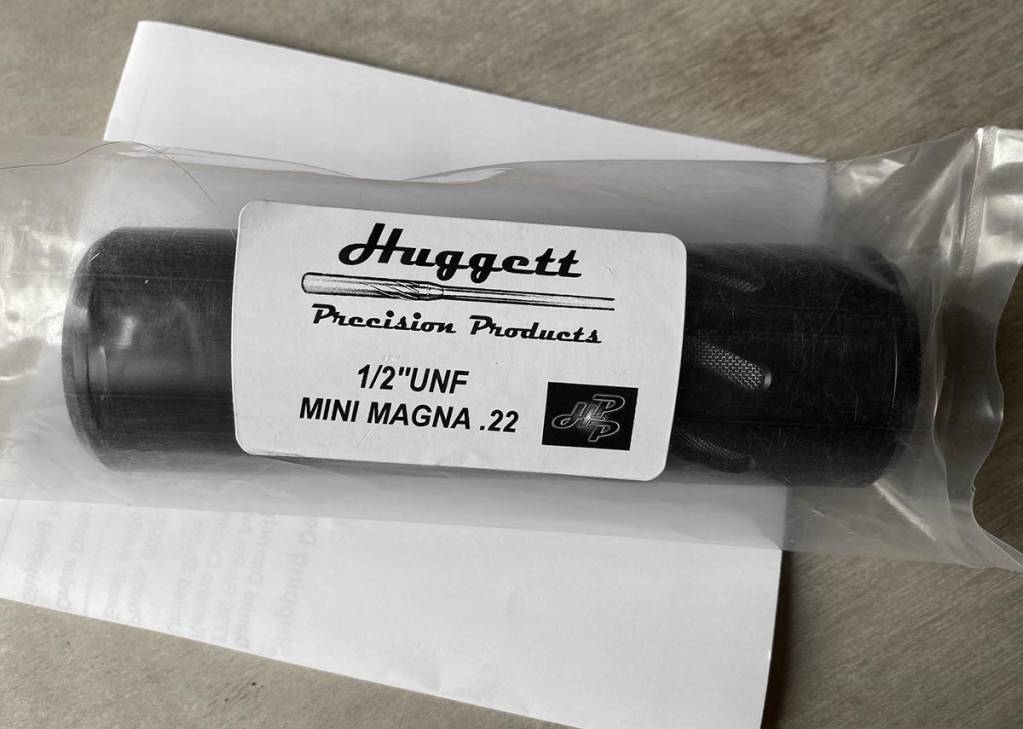 Huggett
Precision Products
1/2"UNF
MINI MAGNA .22
HPP